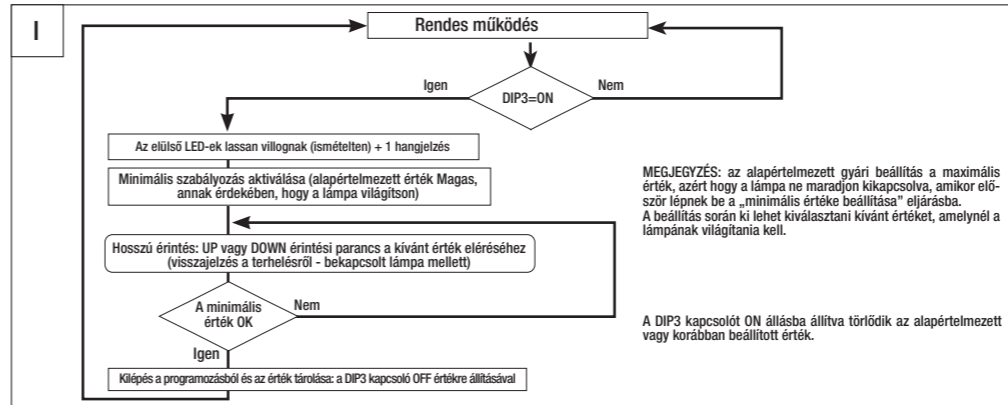 I
Rendes működés
Igen
DIP3=ON
Nem
Az elülső LED-ek lassan villognak (ismételten) + 1 hangjelzés
Minimális szabályozás aktiválása (alapértelmezett érték Magas,
annak érdekében, hogy a lámpa világítson)
Hosszú érintés: UP vagy DOWN érintési parancs a kívánt érték eléréséhez
(visszajelzés a terhelésről - bekapcsolt lámpa mellett)
A minimális
érték OK
Nem
Igen
Kilépés a programozásból és az érték tárolása: a DIP3 kapcsoló OFF értékre állításával
MEGJEGYZÉS: az alapértelmezett gyári beállítás a maximális
érték, azért hogy a lámpa ne maradjon kikapcsolva, amikor elő-
ször lépnek be a „minimális értéke beállítása” eljárásba.
A beállítás során ki lehet kiválasztani kívánt értéket, amelynél a
lámpának világítania kell.
A DIP3 kapcsolót ON állásba állítva törlődik az alapértelmezett
vagy korábban beállított érték.